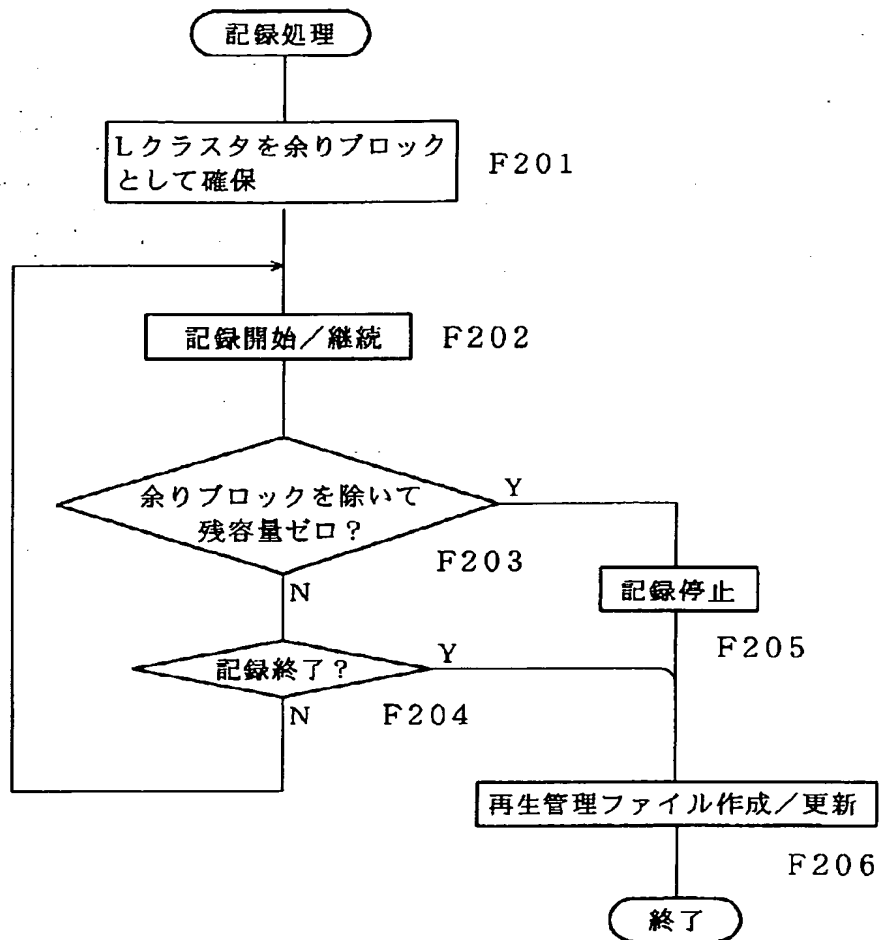 記録処理
Lクラスタを余りブロック
として確保
F201
記録開始／継続
F202
余りブロックを除いて
残容量ゼロ？
Y
F203
N
記録停止
F205
記録終了？
Y
F204
N
再生管理ファイル作成／更新
F206
終了